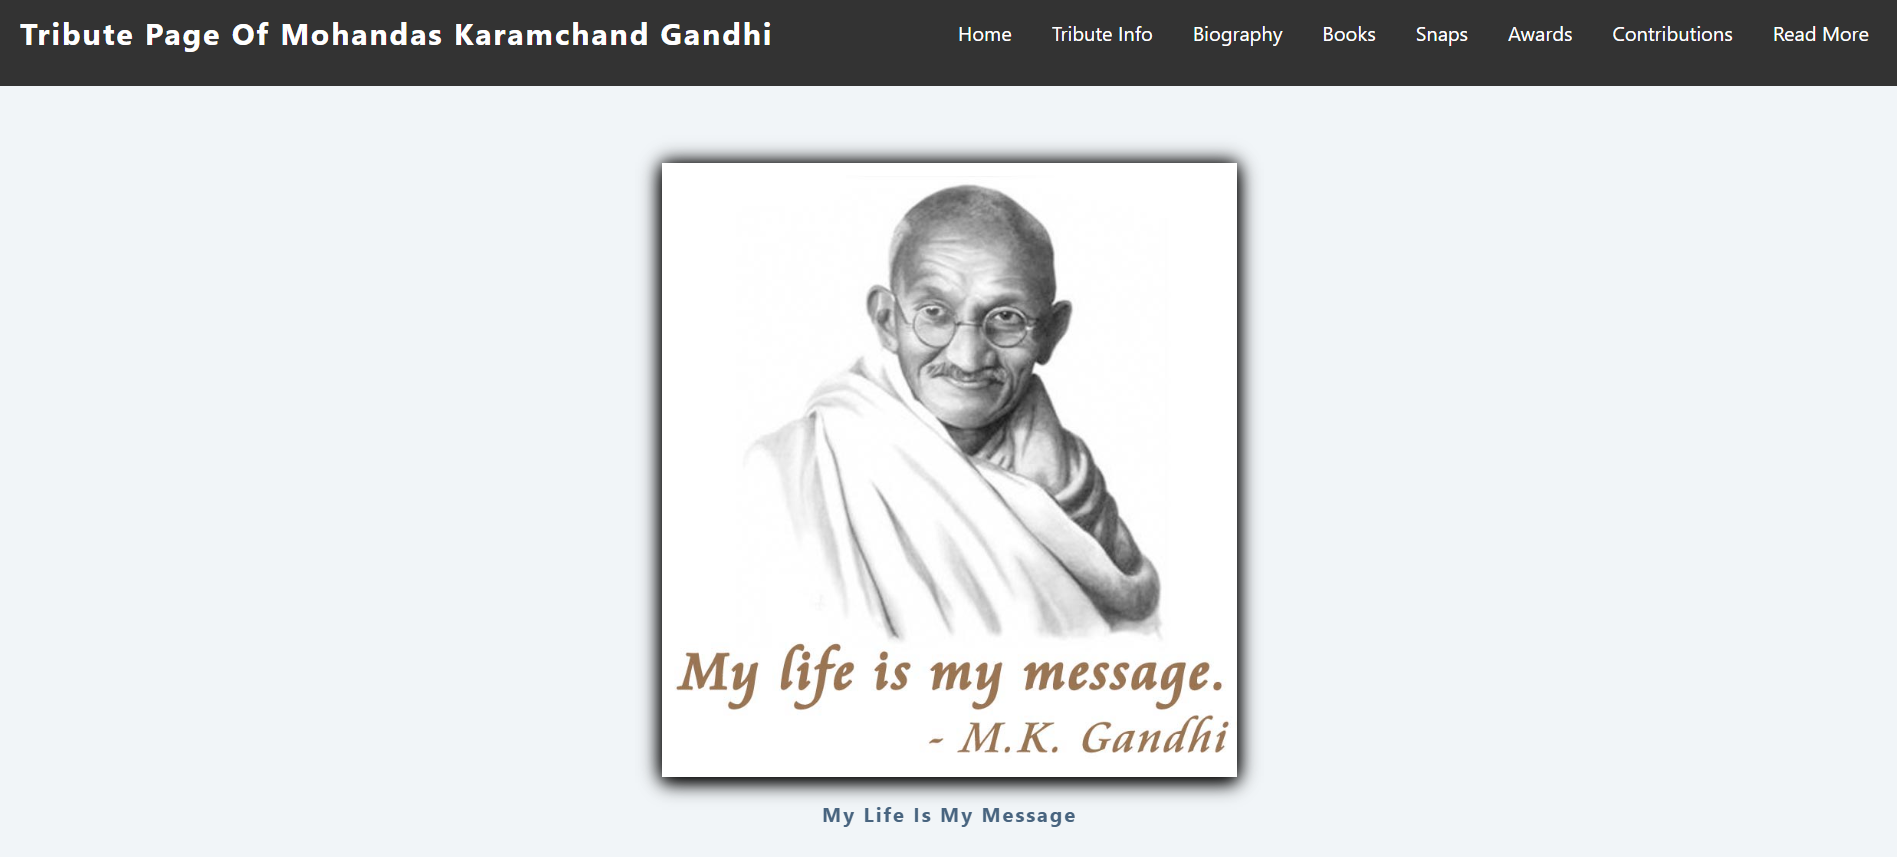 Tribute Page Of Mohandas Karamchand Gandhi
Home Tribute Info Biography Books Snaps Awards Contributions Read More
My life is my message.
- M.K. Gandhi
My Life Is My Message